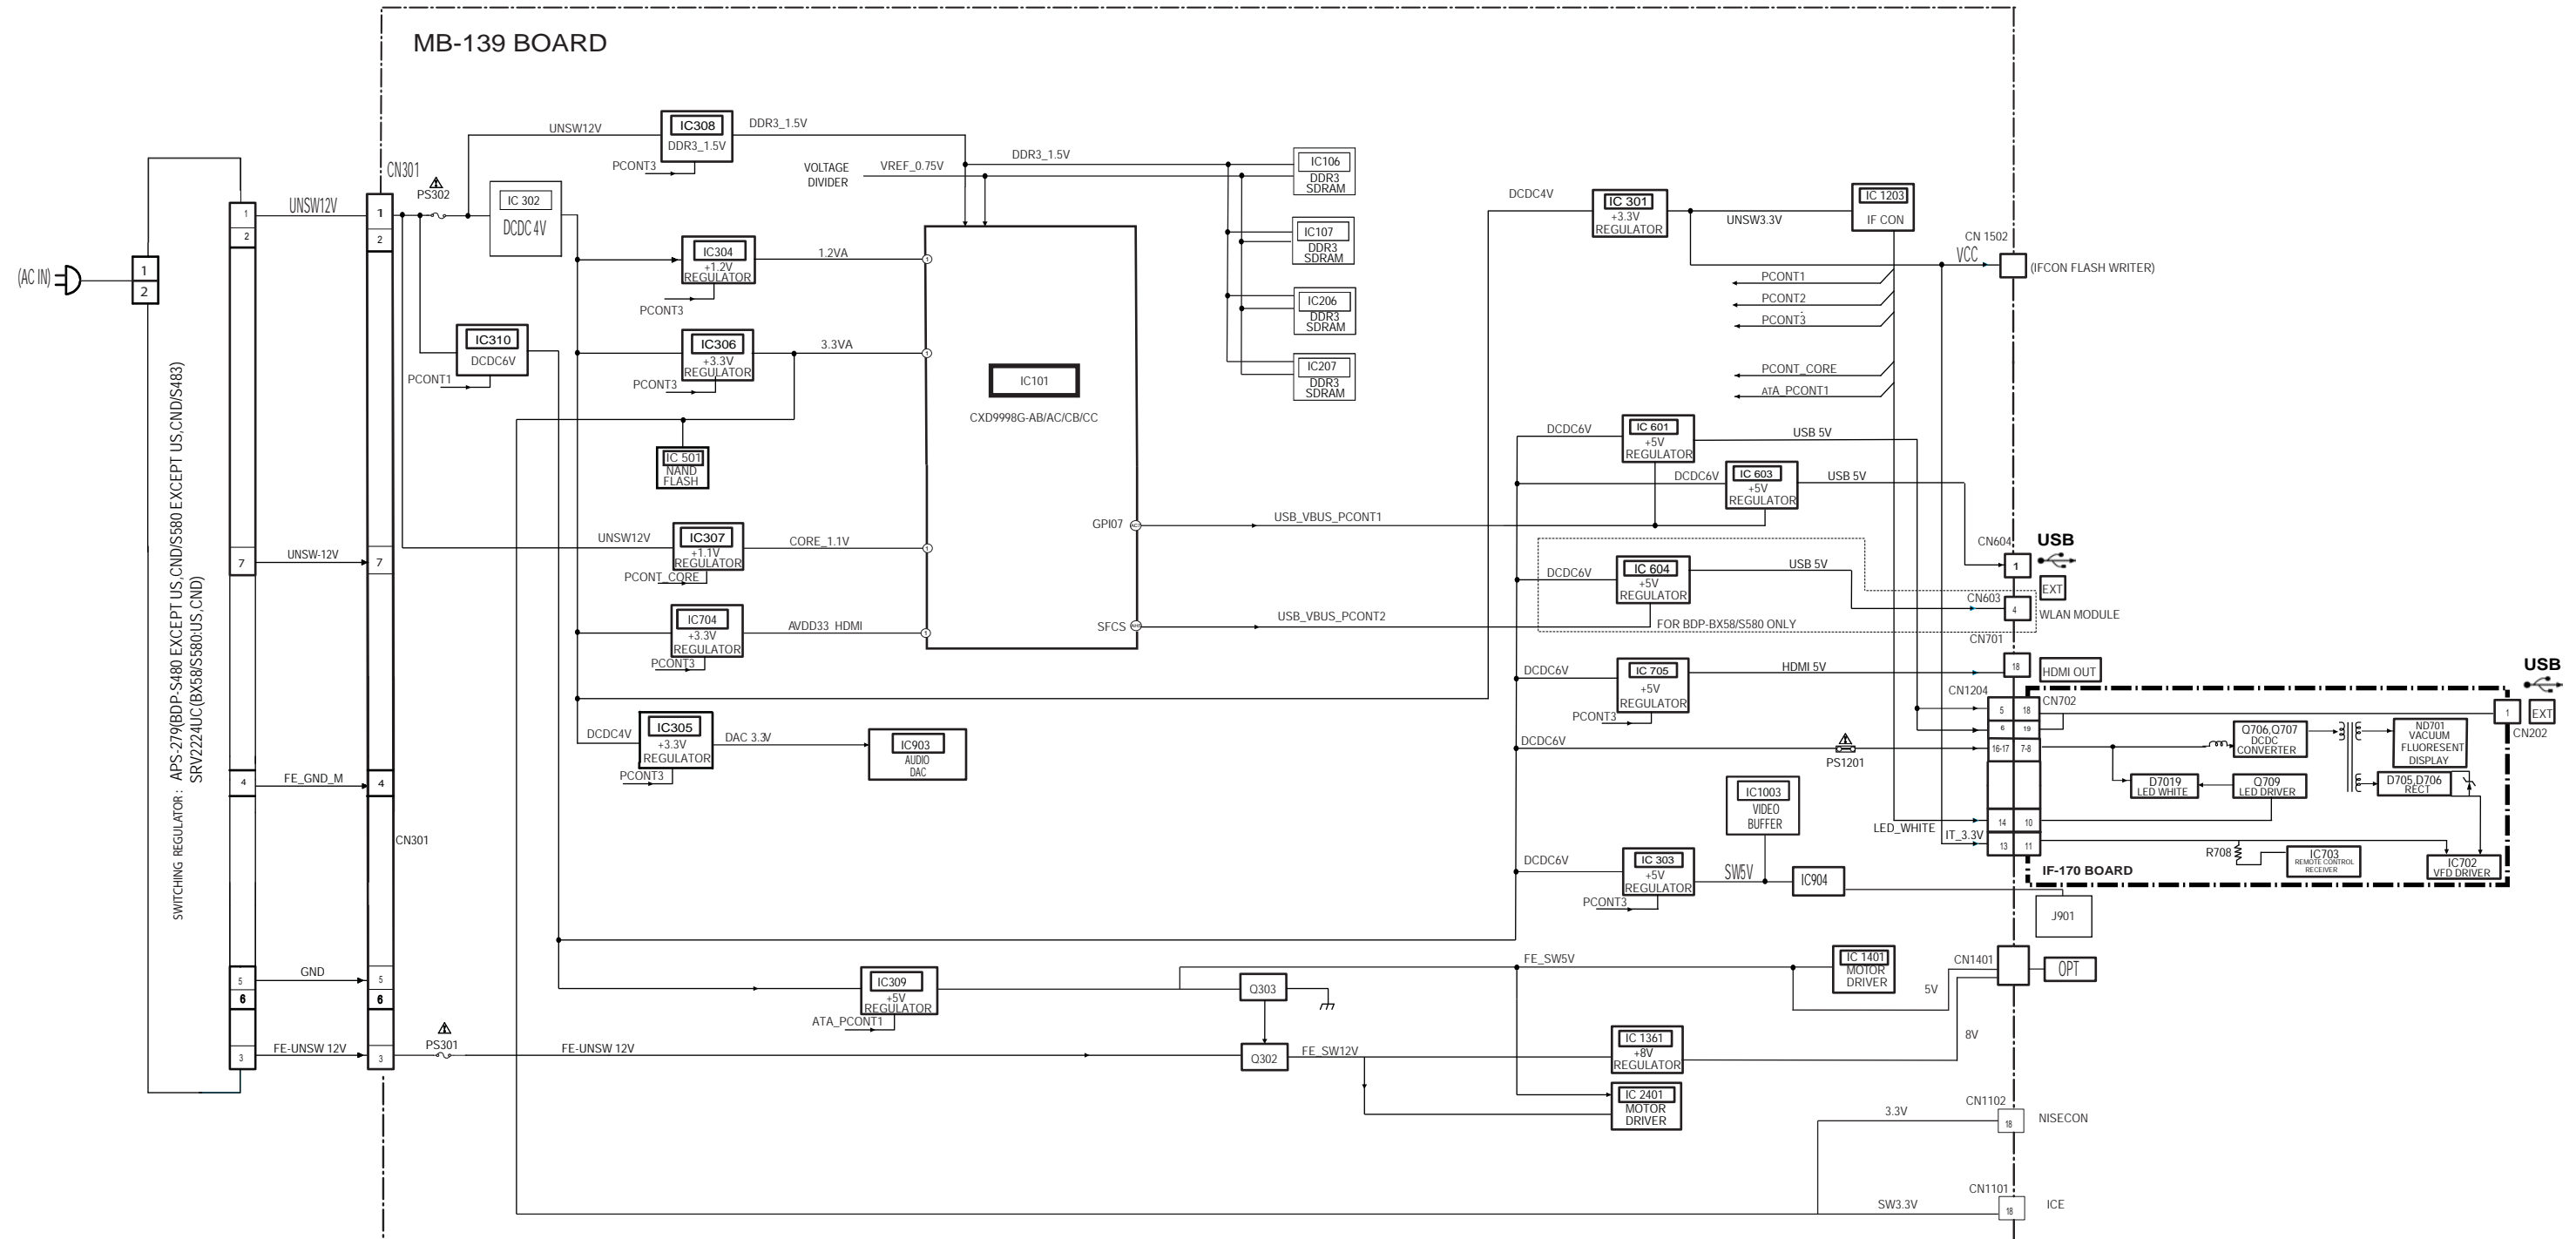 MB-139 BOARD
(AC IN)
1
2
SWITCHING REGULATOR : APS-279(BDP-S480 EXCEPT US,CND/S580 EXCEPT US,CND/S483)
SRV2224UC(BX58/S580:US,CND)
1
2
7
4
5
6
3
UNSW12V
UNSW-12V
FE_GND_M
GND
FE-UNSW 12V
CN301
1
2
7
4
CN301
5
6
3
PS302
PS301
UNSW12V
IC308
DDR3_1.5V
PCONT3
DDR3_1.5V
IC 302
DCDC 4V
VOLTAGE
DIVIDER
VREF_0.75V
DDR3_1.5V
IC304
+1.2V
REGULATOR
PCONT3
1.2VA
1
IC310
DCDC6V
PCONT1
IC306
+3.3V
REGULATOR
PCONT3
3.3VA
1
IC 501
NAND
FLASH
UNSW12V
IC307
+1.1V
REGULATOR
PCONT_CORE
CORE_1.1V
1
IC704
+3.3V
REGULATOR
PCONT3
AVDD33 HDMI
1
DCDC4V
IC305
+3.3V
REGULATOR
PCONT3
DAC 3.3V
IC903
AUDIO
DAC
IC101
CXD9998G-AB/AC/CB/CC
GPI07
SFCS
IC106
DDR3
SDRAM
IC107
DDR3
SDRAM
IC206
DDR3
SDRAM
IC207
DDR3
SDRAM
USB_VBUS_PCONT1
USB_VBUS_PCONT2
DCDC4V
IC 301
+3.3V
REGULATOR
UNSW3.3V
IC 1203
IF CON
CN 1502
VCC
(IFCON FLASH WRITER)
PCONT1
PCONT2
PCONT3
PCONT_CORE
ATA_PCONT1
DCDC6V
IC 601
+5V
REGULATOR
USB 5V
DCDC6V
IC 603
+5V
REGULATOR
USB 5V
CN604
1
USB
EXT
DCDC6V
IC 604
+5V
REGULATOR
USB 5V
FOR BDP-BX58/S580 ONLY
CN603
4
WLAN MODULE
CN701
DCDC6V
IC 705
+5V
REGULATOR
PCONT3
HDMI 5V
18
HDMI OUT
CN1204
CN702
5
18
6
19
16-17
7-8
14
10
13
11
DCDC6V
PS1201
LED_WHITE
IT_3.3V
IC1003
VIDEO
BUFFER
DCDC6V
IC 303
+5V
REGULATOR
PCONT3
SW5V
IC904
J901
Q706,Q707
DCDC
CONVERTER
ND701
VACUUM
FLUORESENT
DISPLAY
D7019
LED WHITE
Q709
LED DRIVER
D705,D706
RECT
R708
IC703
REMOTE CONTROL
RECEIVER
IC702
VFD DRIVER
IF-170 BOARD
USB
1
EXT
CN202
IC309
+5V
REGULATOR
ATA_PCONT1
Q303
FE_SW5V
IC 1401
MOTOR
DRIVER
CN1401
OPT
5V
8V
FE-UNSW 12V
Q302
FE_SW12V
IC 1361
+8V
REGULATOR
IC 2401
MOTOR
DRIVER
3.3V
CN1102
18
NISECON
SW3.3V
CN1101
18
ICE